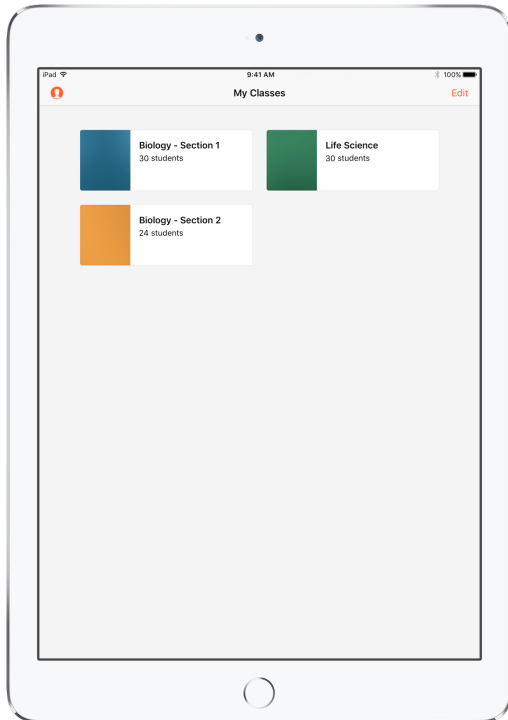 iPad 9:41 AM 100%
My Classes Edit
Biology - Section 1
30 students
Life Science
30 students
Biology - Section 2
24 students